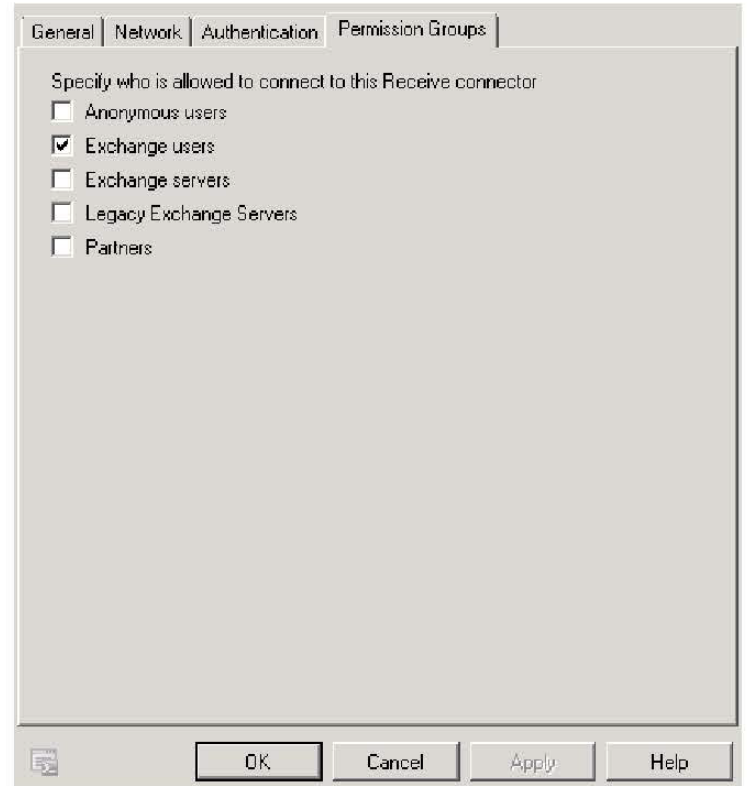 General Network Authentication Permission Groups
Specify who is allowed to connect to this Receive connector
Anonymous users
Exchange users
Exchange servers
Legacy Exchange Servers
Partners
OK Cancel Apply Help